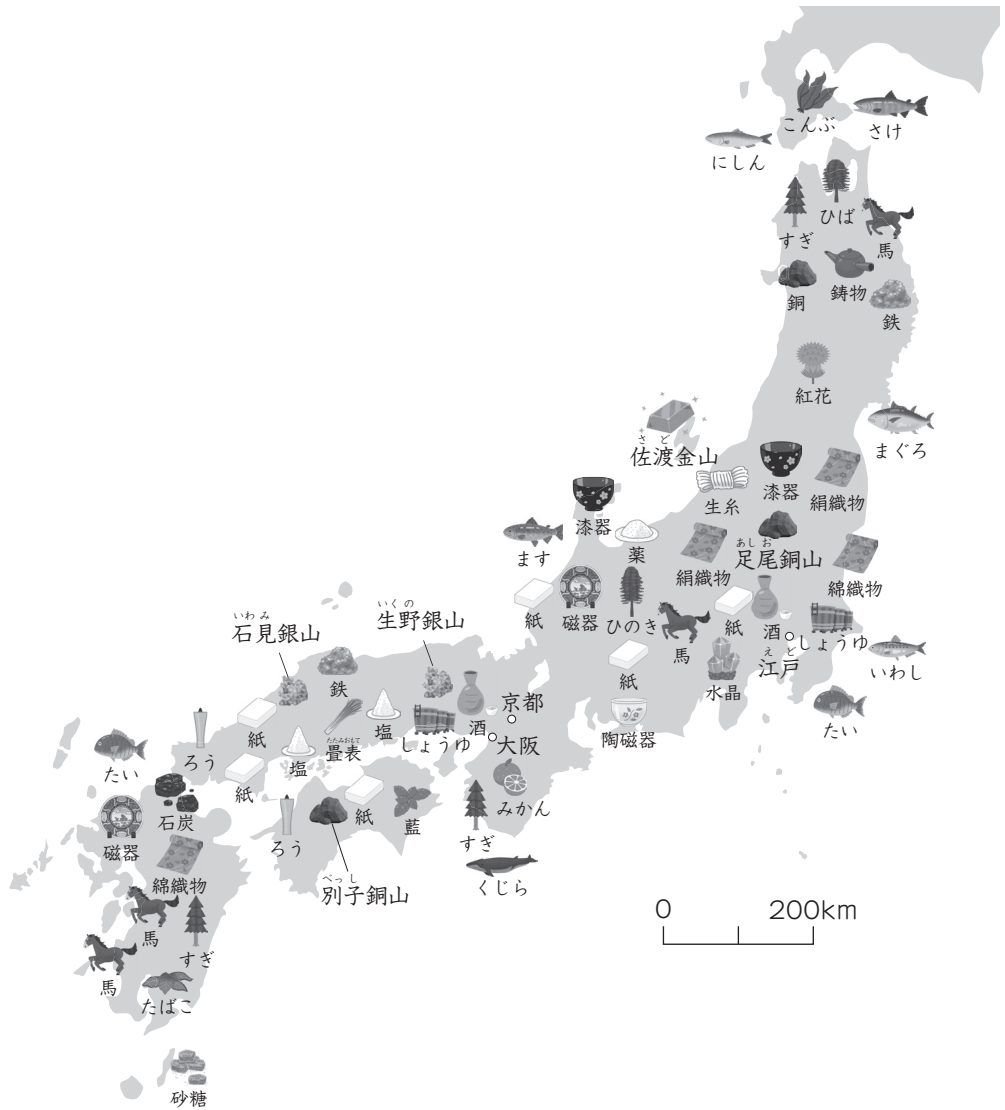 こんぶ
さけ
にしん
ひば
すぎ
馬
鋳物
銅
鉄
紅花
まぐろ
さど
佐渡金山
漆器
絹織物
生糸
漆器
ます
薬
あしお
足尾銅山
絹織物
綿織物
紙
磁器
ひのき
馬
紙
酒
しょうゆ
えど
江戸
いわし
紙
水晶
たい
陶磁器
いわみ
石見銀山
いくの
生野銀山
鉄
京都
酒
大阪
しょうゆ
塩
たたみおもて
畳表
塩
紙
ろう
たい
紙
石炭
紙
藍
みかん
すぎ
ろう
磁器
くじら
べっし
別子銅山
綿織物
馬
すぎ
馬
たばこ
砂糖
0 200km